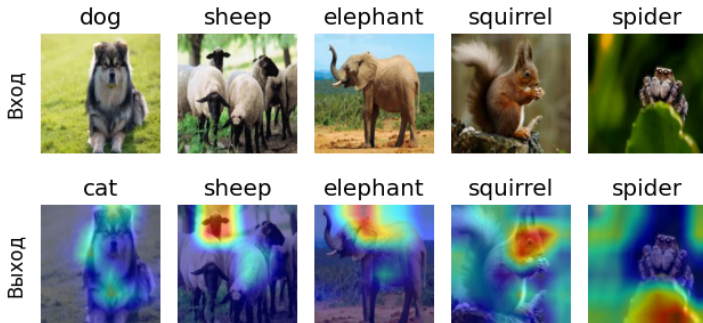 dog sheep elephant squirrel spider
Вход
cat sheep elephant squirrel spider
Выход